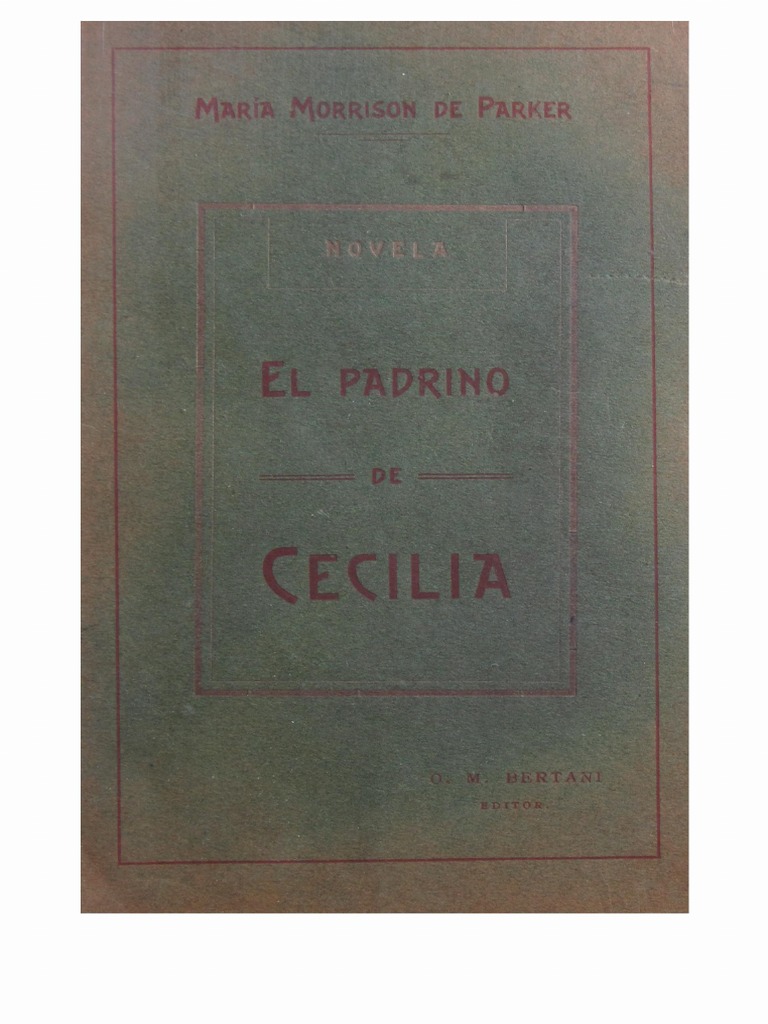 María Morrison de Parker
NOVELA
El padrino
DE
Cecilia
O. M. BERTANI
EDITOR